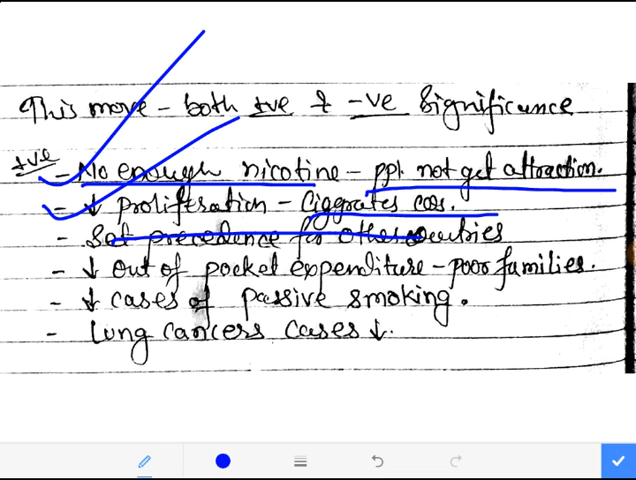 This move - both +ve & -ve Significance
+ve - No enough nicotine - ppl. not get attraction.
- ↓ proliferation - Ciggrates cos.
- Set precedence for other countries
- ↓ out of pocket expenditure - poor families.
- ↓ cases of passive smoking.
- Lung cancers cases ↓.